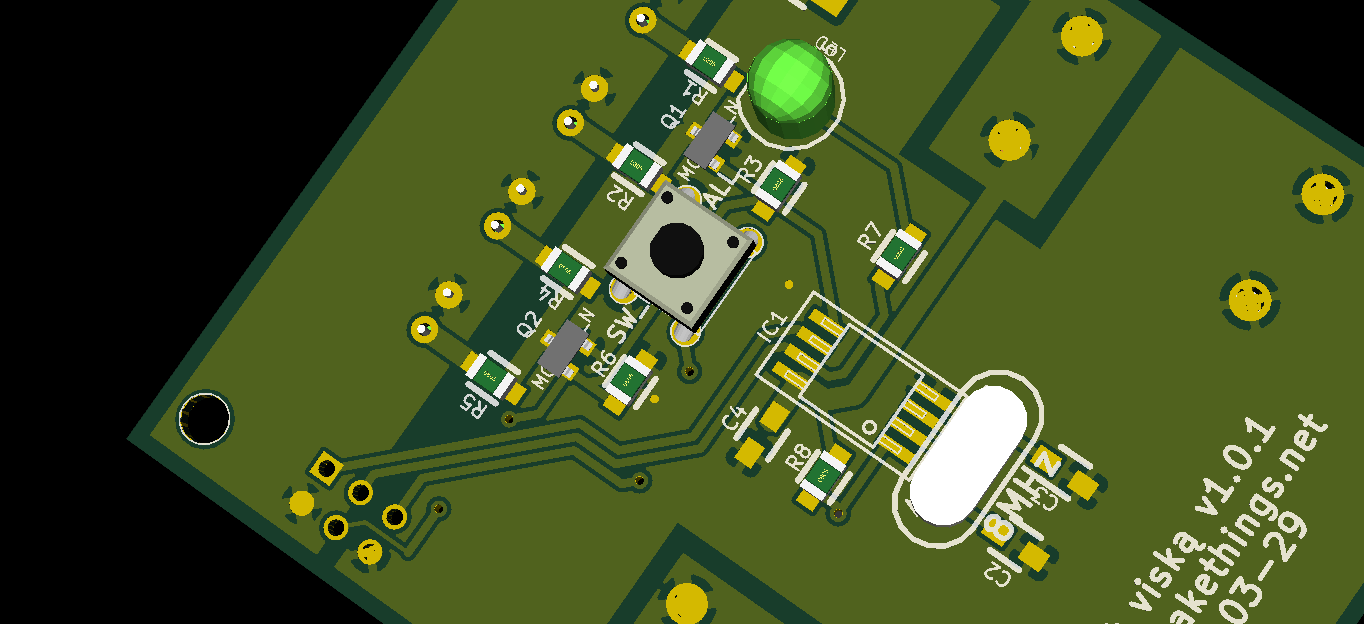 LED
R1
Q1
N
MO
R2
R3
AL
R7
R4
Q2
N
SW
IC1
MO
R6
R5
C4
R8
8MHz
C3
C2
viską v1.0.1
akethings.net
03-29